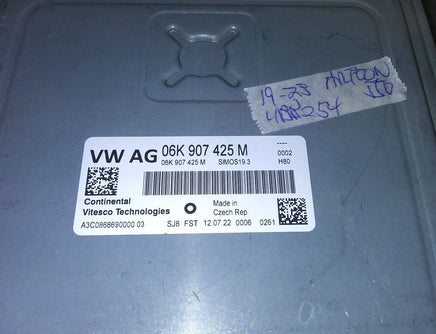 19-23 ARTEON
VW AG 06K 907 425 M
----
06K 907 425 M SIMOS19.3
0002
H80
Continental
Vitesco Technologies
Made in
Czech Rep.
A3C0868690000 03
SJ8 FST 12.07.22 0006 0261